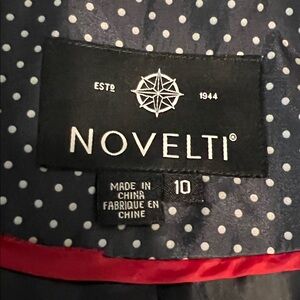 ESTD 1944
NOVELTI®
MADE IN
CHINA
FABRIQUE EN
CHINE
10